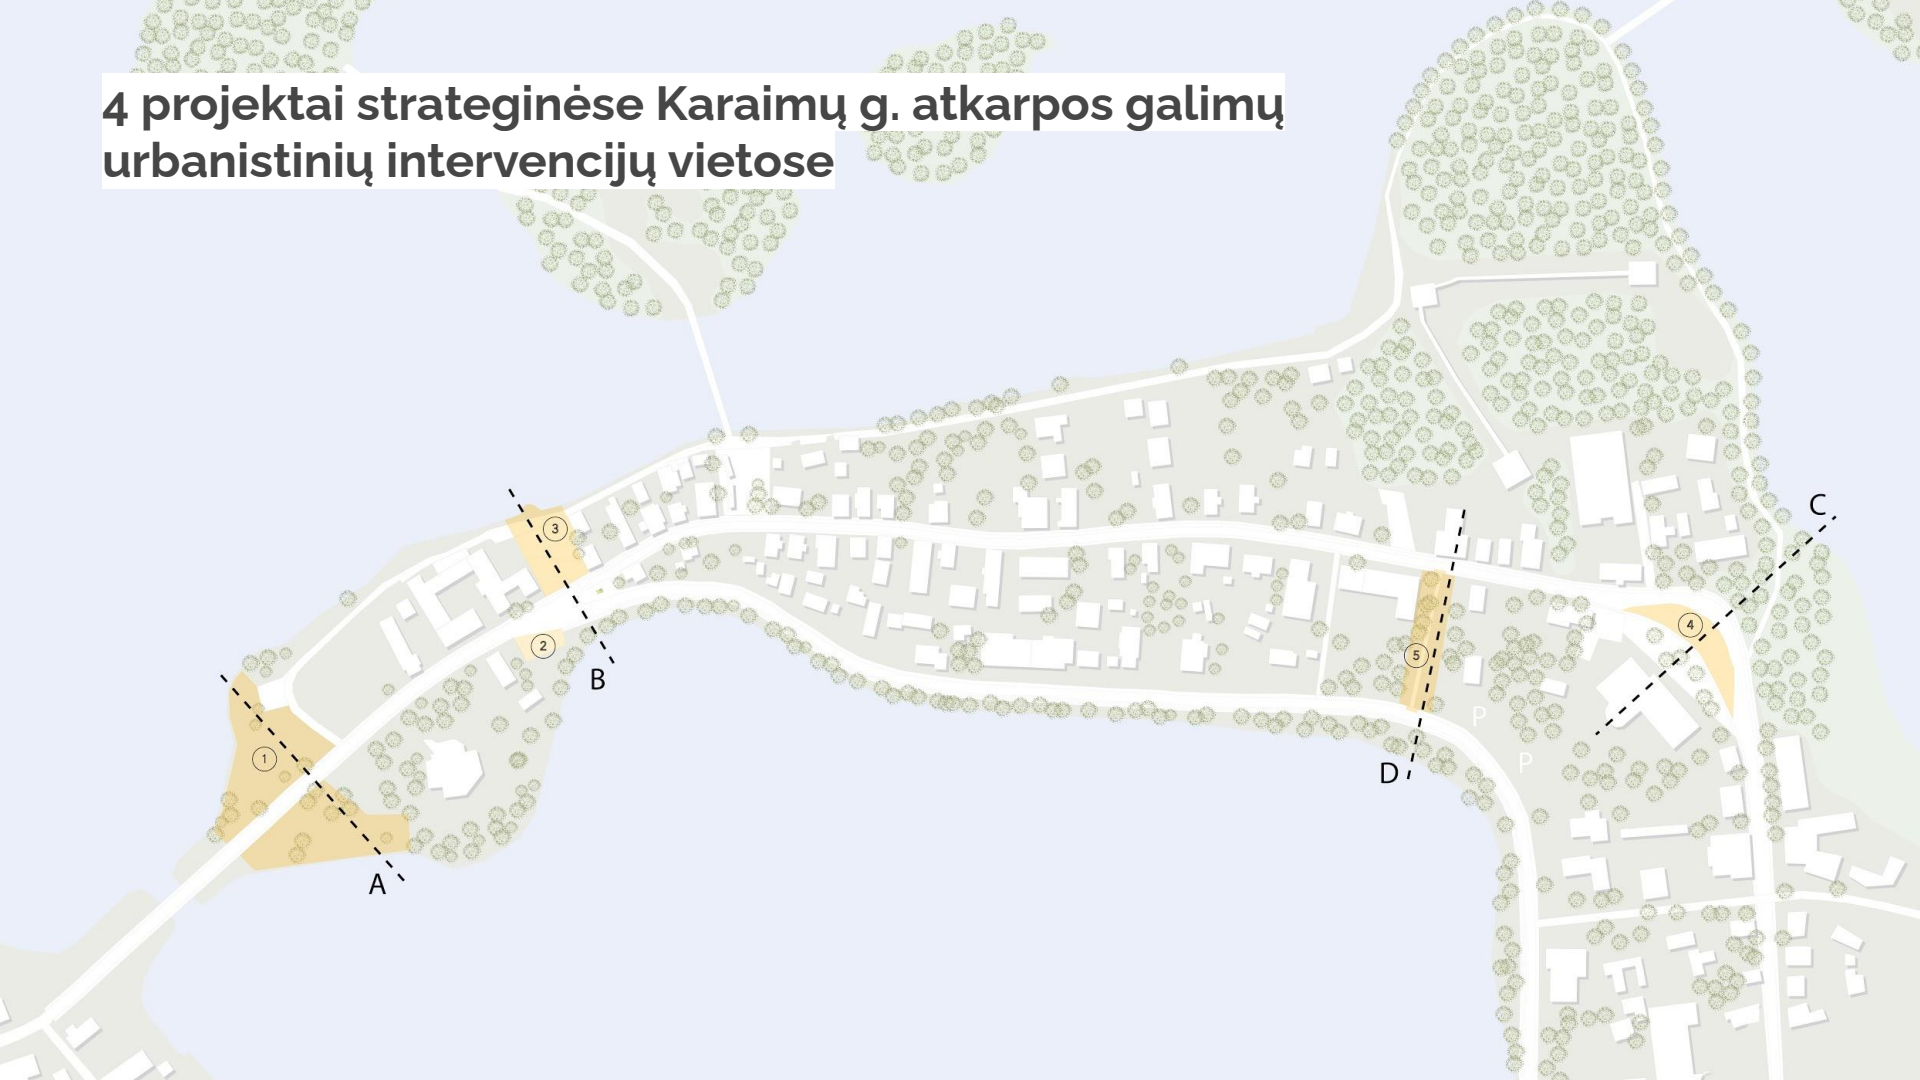 4 projektai strateginėse Karaimų g. atkarpos galimų
urbanistinių intervencijų vietose
C
3
4
2
5
B
P
1
P
D
A